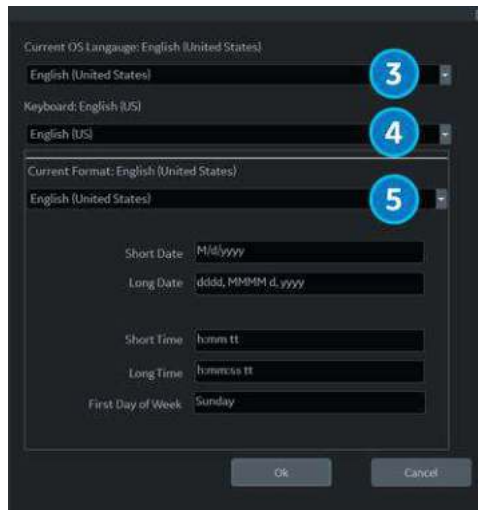 Current OS Langauge: English (United States)
English (United States)
3
Keyboard: English (US)
English (US)
4
Current Format: English (United States)
English (United States)
5
Short Date M/d/yyyy
Long Date dddd, MMMM d, yyyy
Short Time h:mm tt
Long Time h:mm:ss tt
First Day of Week Sunday
Ok Cancel